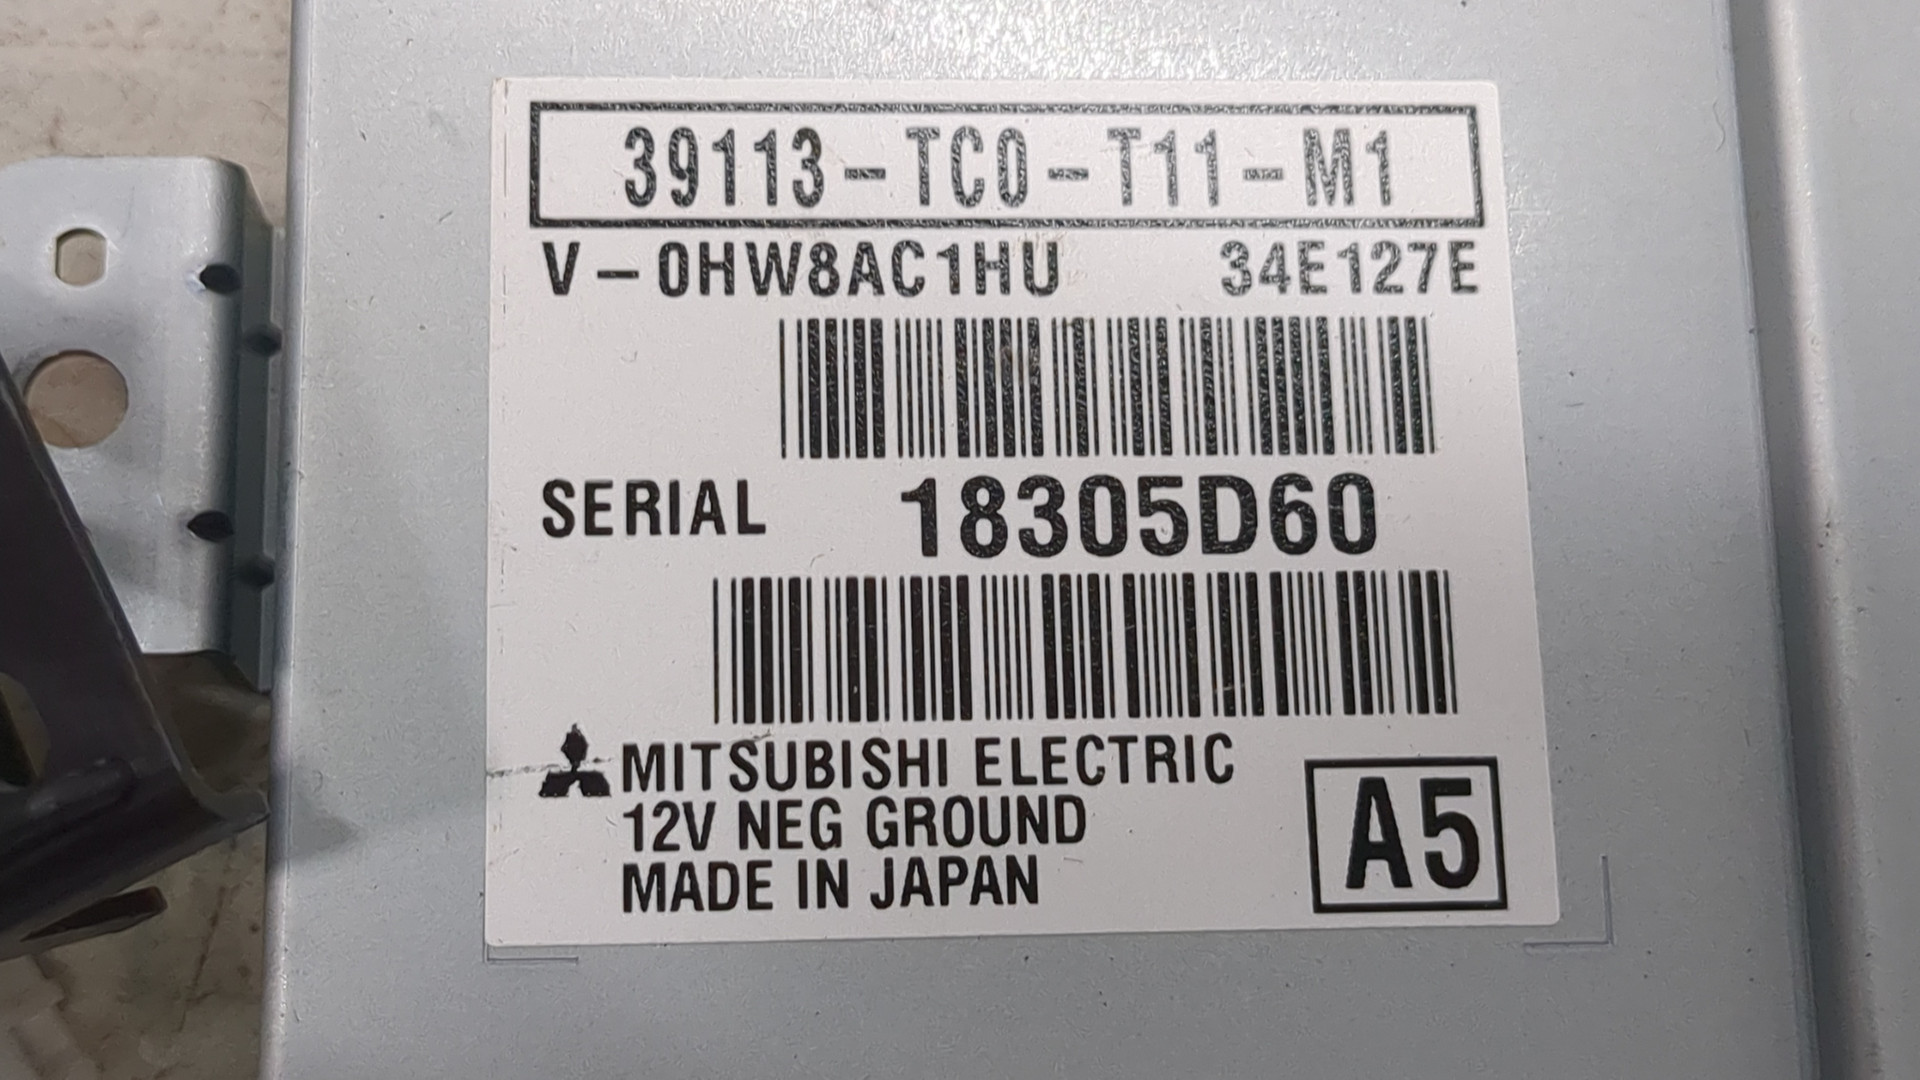 39113-TC0-T11-M1
V-0HW8AC1HU 34E127E
SERIAL 18305D60
MITSUBISHI ELECTRIC
12V NEG GROUND
MADE IN JAPAN
A5